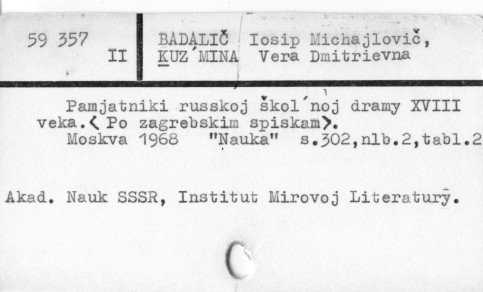 59 357 BADALIČ Iosip Michajlovič,
II KUZ´MINA Vera Dmitrievna
Pamjatniki russkoj škol´noj dramy XVIII
veka.< Po zagrebskim spiskam>.
Moskva 1968 "Nauka" s.302,nlb.2,tabl.2
Akad. Nauk SSSR, Institut Mirovoj Literatury.